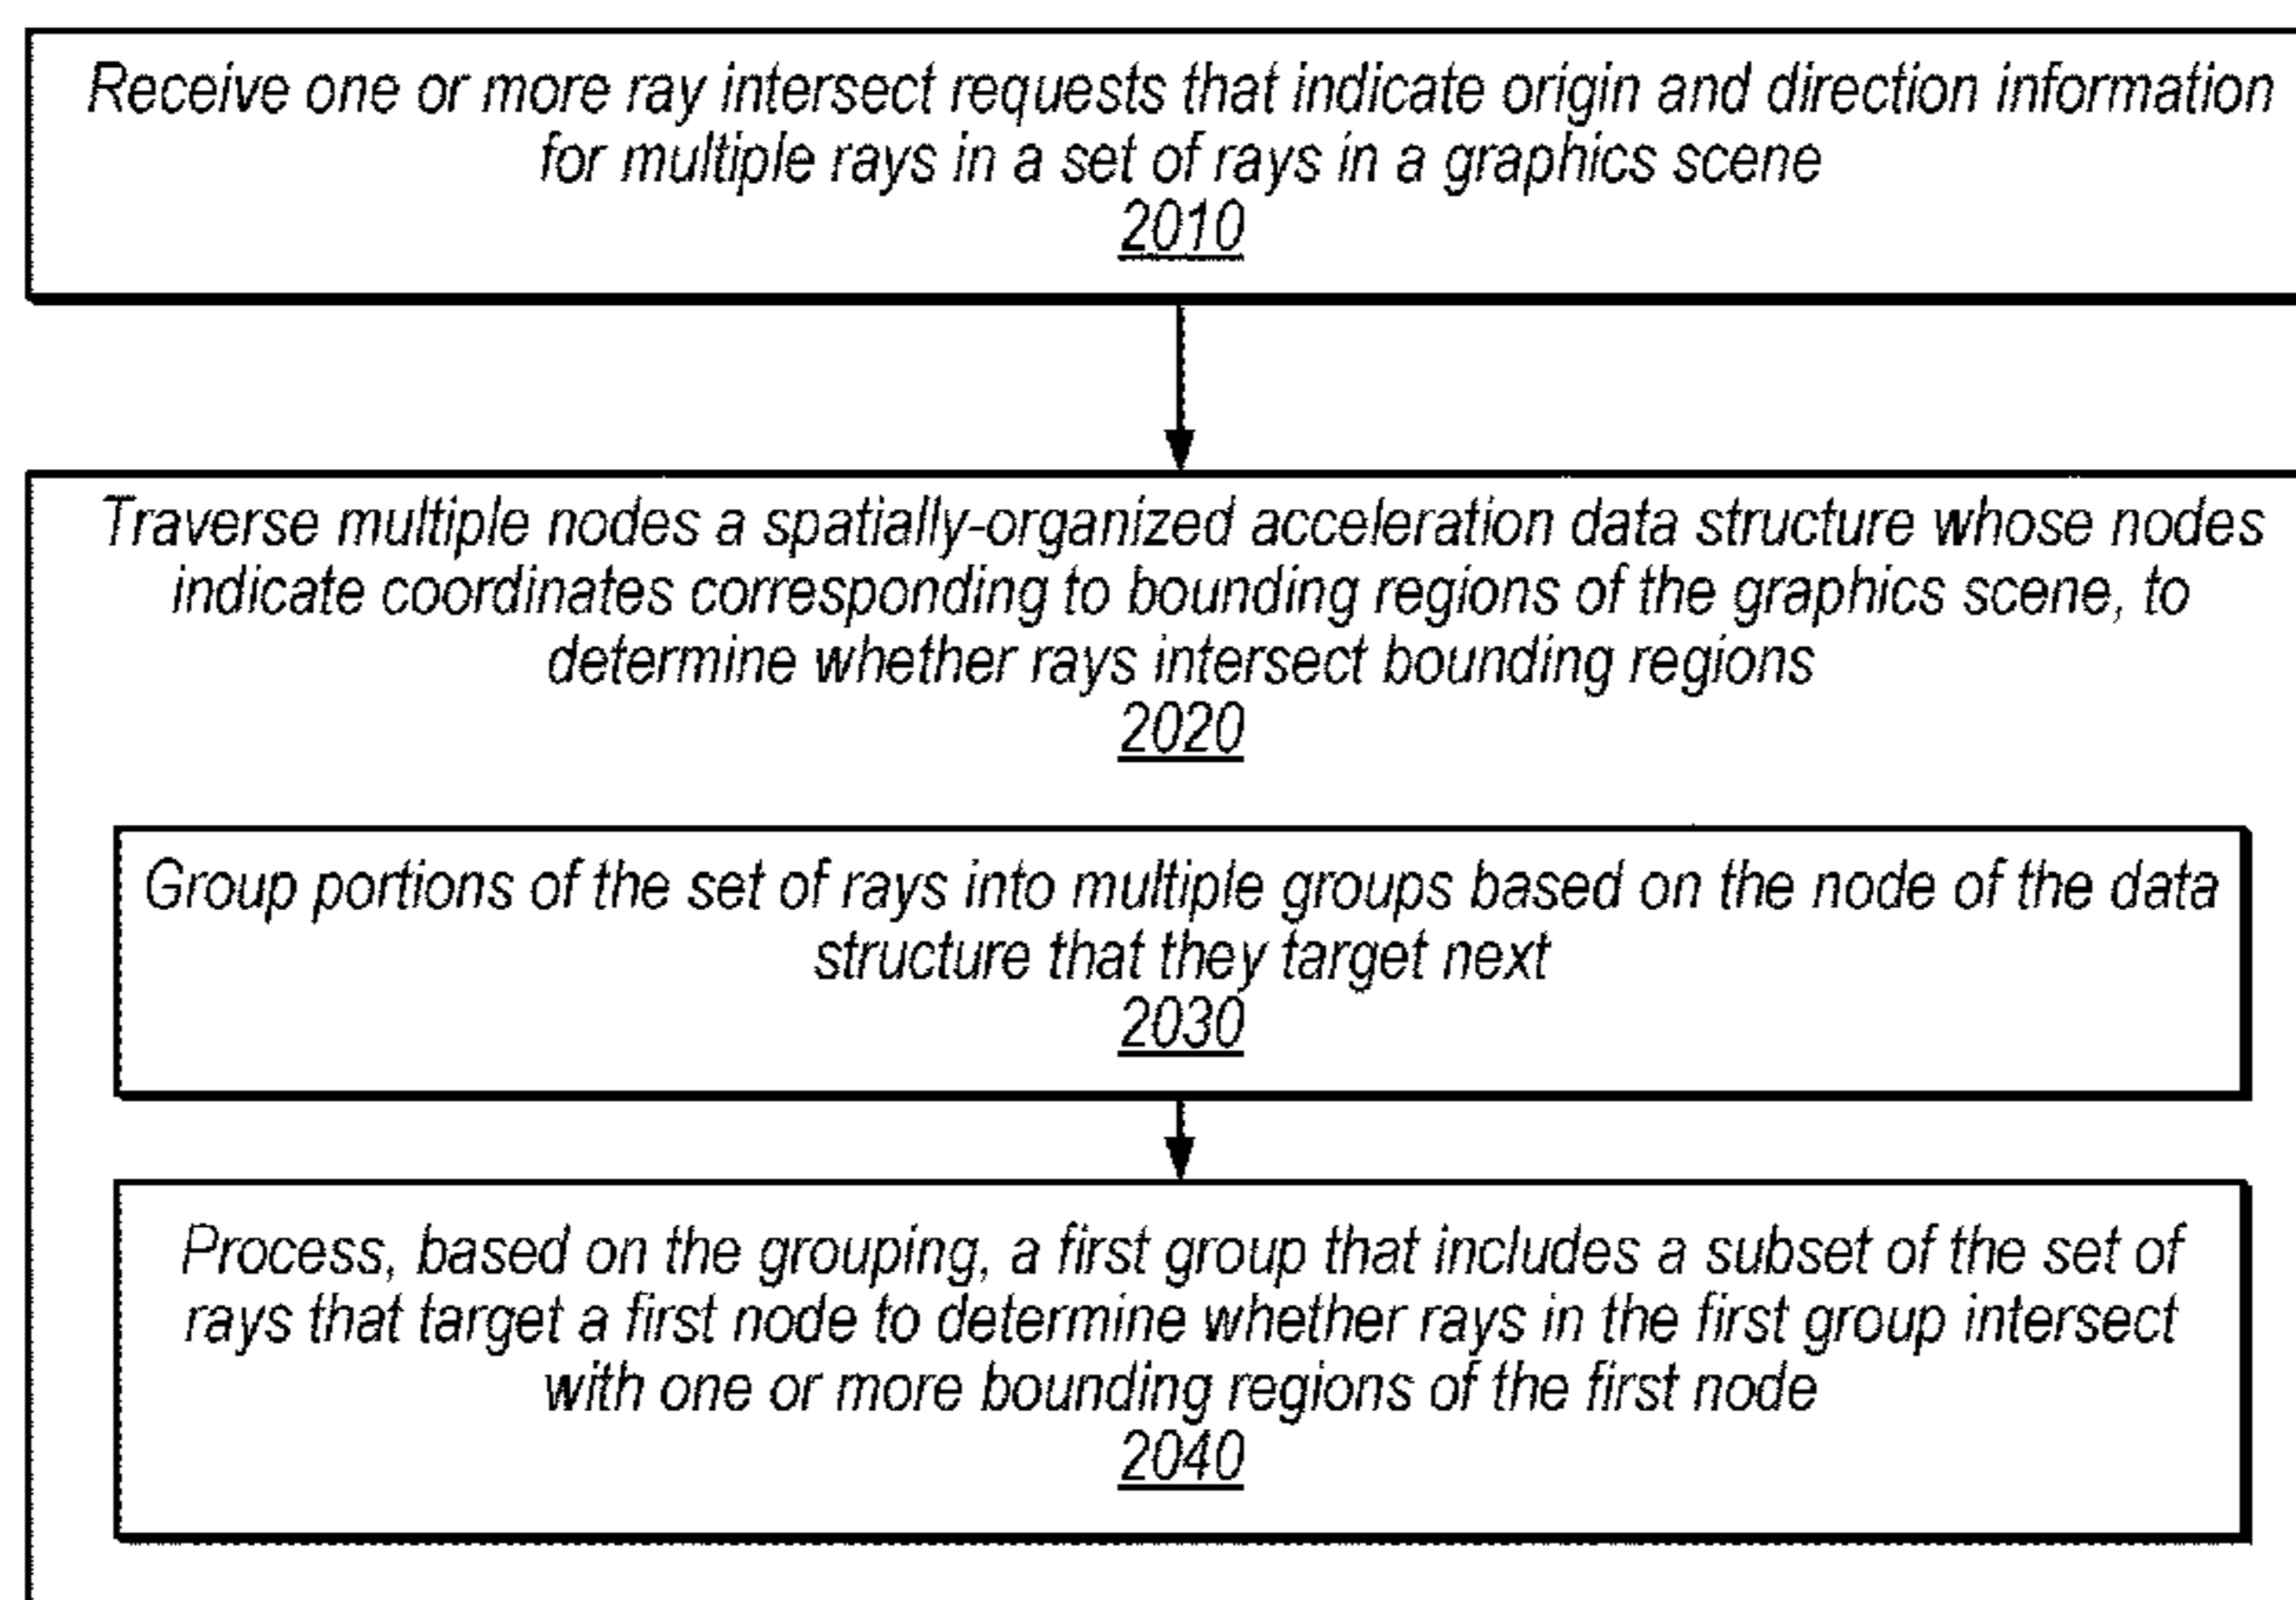 Receive one or more ray intersect requests that indicate origin and direction information
for multiple rays in a set of rays in a graphics scene
2010
Traverse multiple nodes a spatially-organized acceleration data structure whose nodes
indicate coordinates corresponding to bounding regions of the graphics scene, to
determine whether rays intersect bounding regions
2020
Group portions of the set of rays into multiple groups based on the node of the data
structure that they target next
2030
Process, based on the grouping, a first group that includes a subset of the set of
rays that target a first node to determine whether rays in the first group intersect
with one or more bounding regions of the first node
2040